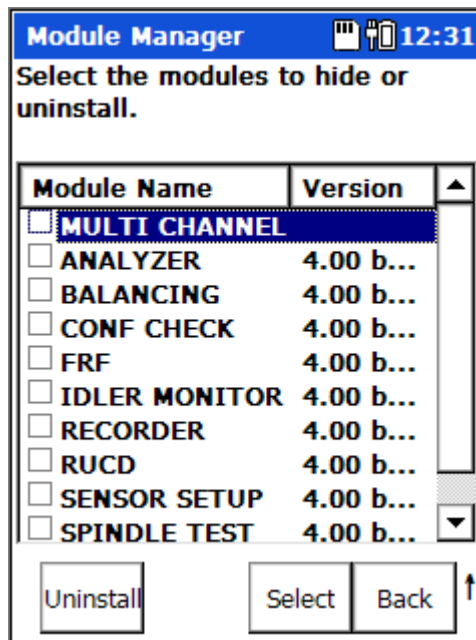 Module Manager 12:31
Select the modules to hide or
uninstall.
Module Name Version
MULTI CHANNEL
ANALYZER 4.00 b...
BALANCING 4.00 b...
CONF CHECK 4.00 b...
FRF 4.00 b...
IDLER MONITOR 4.00 b...
RECORDER 4.00 b...
RUCD 4.00 b...
SENSOR SETUP 4.00 b...
SPINDLE TEST 4.00 b...
Uninstall Select Back